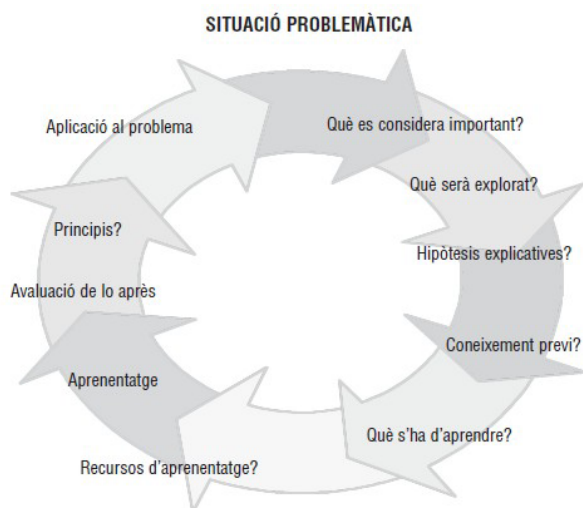 SITUACIÓ PROBLEMÀTICA
Què es considera important?
Què serà explorat?
Hipòtesis explicatives?
Coneixement previ?
Què s'ha d'aprendre?
Recursos d'aprenentatge?
Aprenentatge
Avaluació de lo après
Principis?
Aplicació al problema